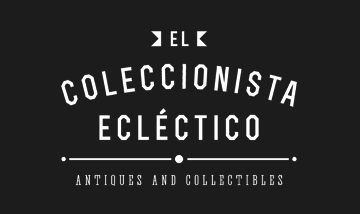 EL
COLECCIONISTA
ECLÉCTICO
ANTIQUES AND COLLECTIBLES